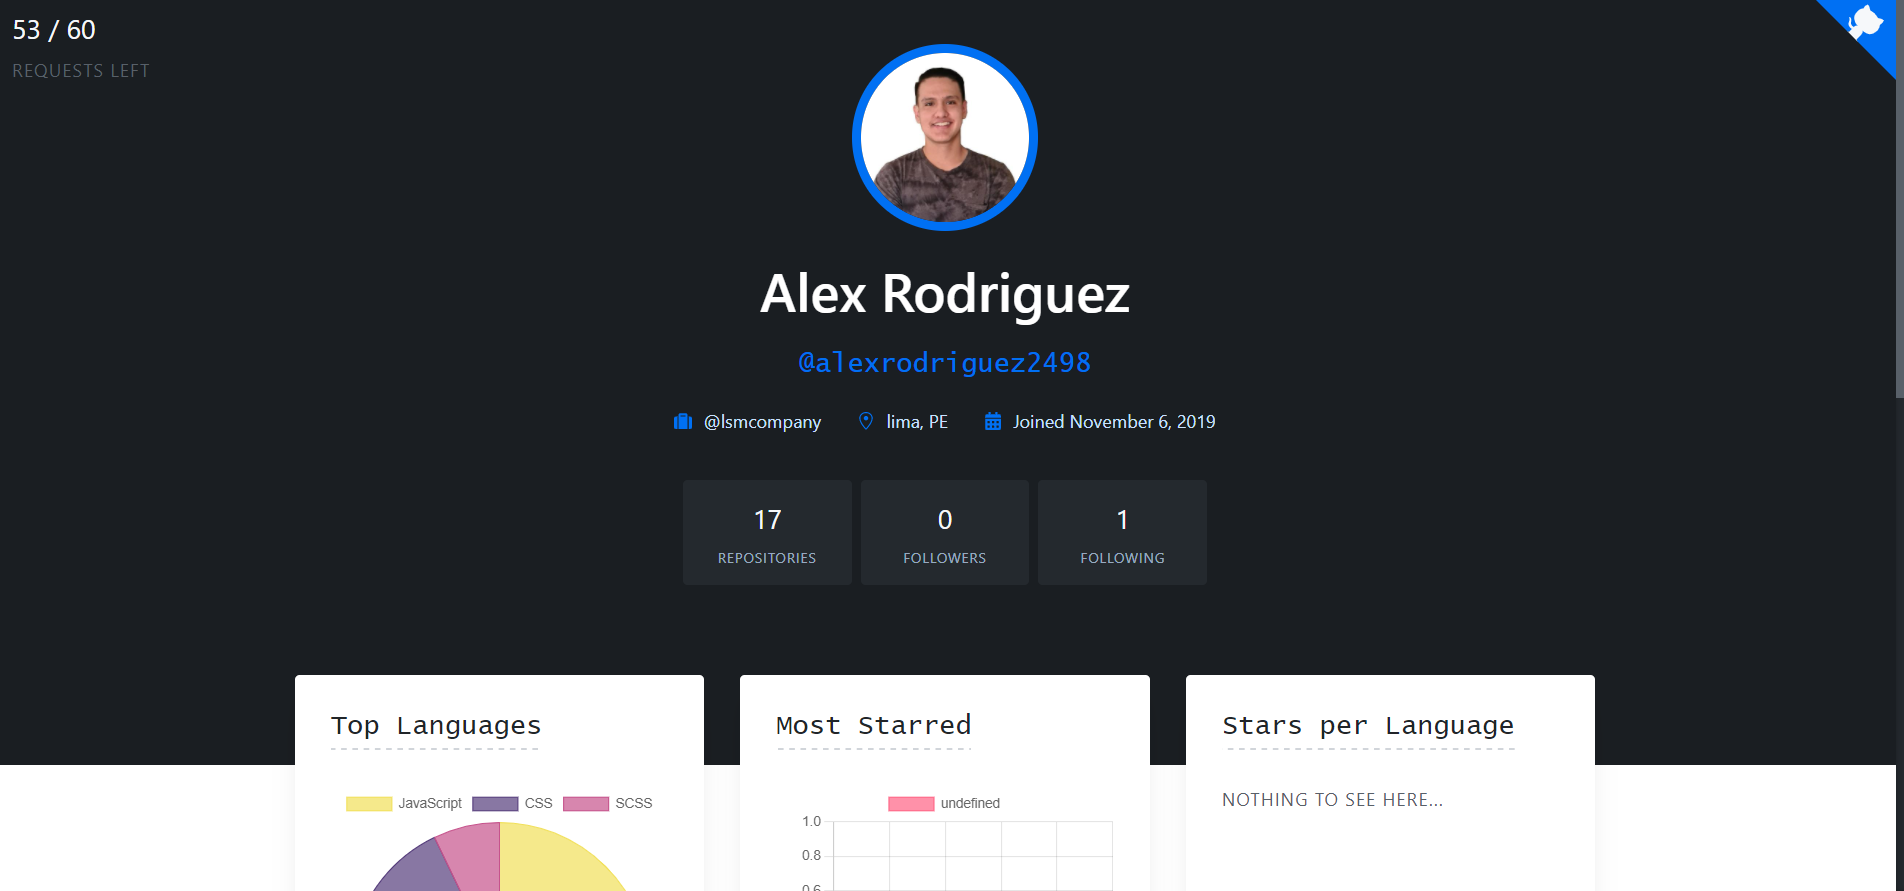 53 / 60
REQUESTS LEFT
Alex Rodriguez
@alexrodriguez2498
@lsmcompany lima, PE Joined November 6, 2019
17 0 1
REPOSITORIES FOLLOWERS FOLLOWING
Top Languages
JavaScript CSS SCSS
Most Starred
undefined
1.0
0.8
0.6
Stars per Language
NOTHING TO SEE HERE...